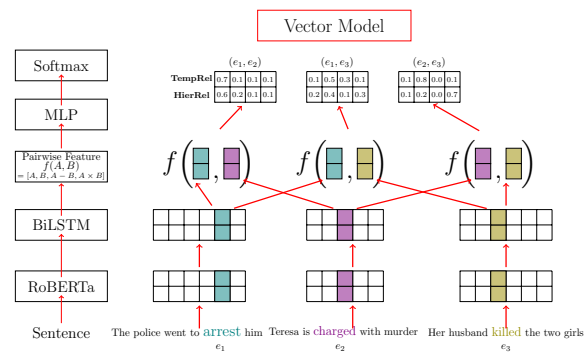 Vector Model
Softmax
MLP
Pairwise Feature
f(A, B)
= [A, B, A − B, A × B]
BiLSTM
RoBERTa
Sentence
(e1, e2) (e1, e3) (e2, e3)
TempRel 0.7 0.1 0.1 0.1 0.1 0.5 0.3 0.1 0.1 0.8 0.0 0.1
HierRel 0.6 0.2 0.1 0.1 0.2 0.4 0.1 0.3 0.1 0.2 0.0 0.7
f( , ) f( , ) f( , )
The police went to arrest him Teresa is charged with murder Her husband killed the two girls
e1 e2 e3